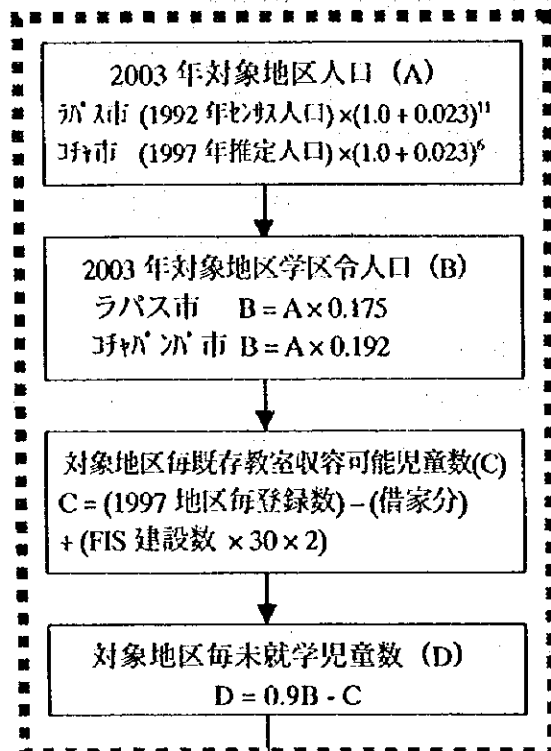 2003 年対象地区人口 (A)
ﾗﾊﾟｽ市 (1992 年ｾﾝｻｽ人口)×(1.0 + 0.023)¹¹
ｺﾁｬ市 (1997 年推定人口)×(1.0 + 0.023)⁶
2003 年対象地区学区令人口 (B)
ラパス市 B = A × 0.175
ｺﾁｬﾊﾞﾝﾊﾞ市 B = A × 0.192
対象地区毎既存教室収容可能児童数(C)
C = (1997 地区毎登録数) − (借家分)
+ (FIS 建設数 × 30 × 2)
対象地区毎未就学児童数 (D)
D = 0.9B - C